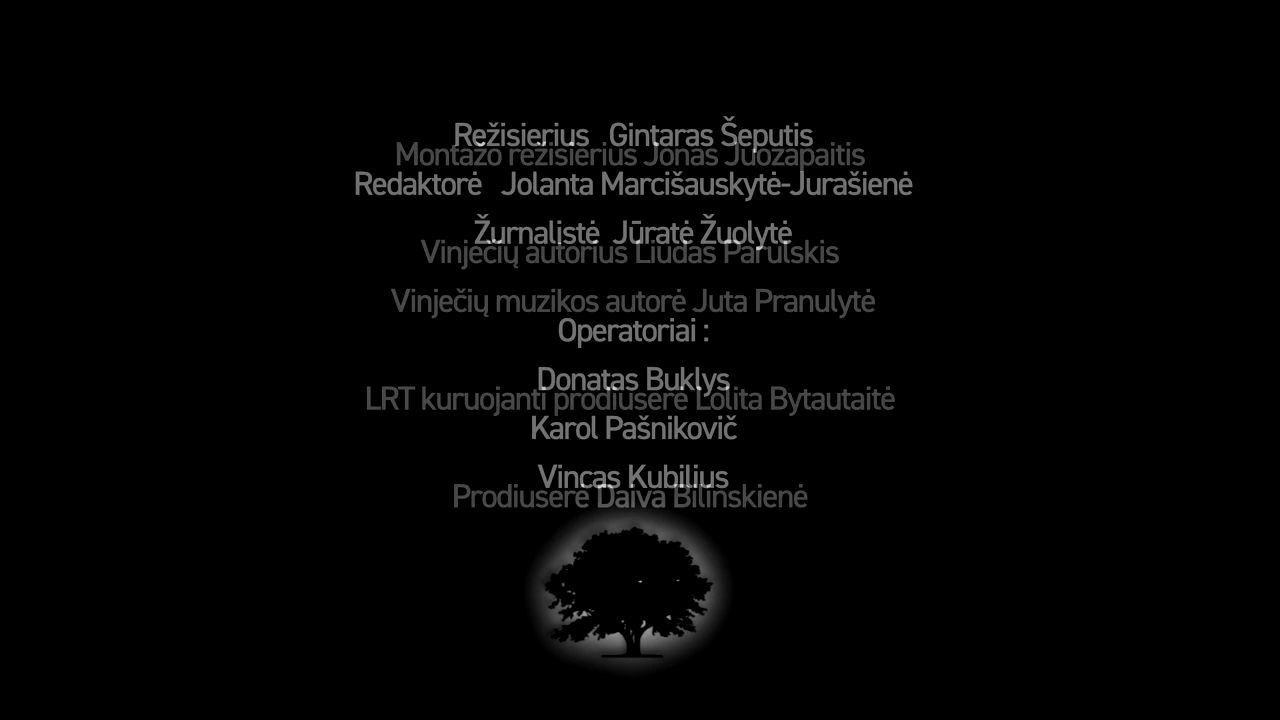 Režisierius Gintaras Šeputis
Montažo režisierius Jonas Juozapaitis
Redaktorė Jolanta Marcišauskytė-Jurašienė
Žurnalistė Jūratė Žuolytė
Vinječių autorius Liudas Parulskis
Vinječių muzikos autorė Juta Pranulytė
Operatoriai :
Donatas Buklys
LRT kuruojanti prodiuserė Lolita Bytautaitė
Karol Pašnikovič
Vincas Kubilius
Prodiuserė Daiva Bilinskienė